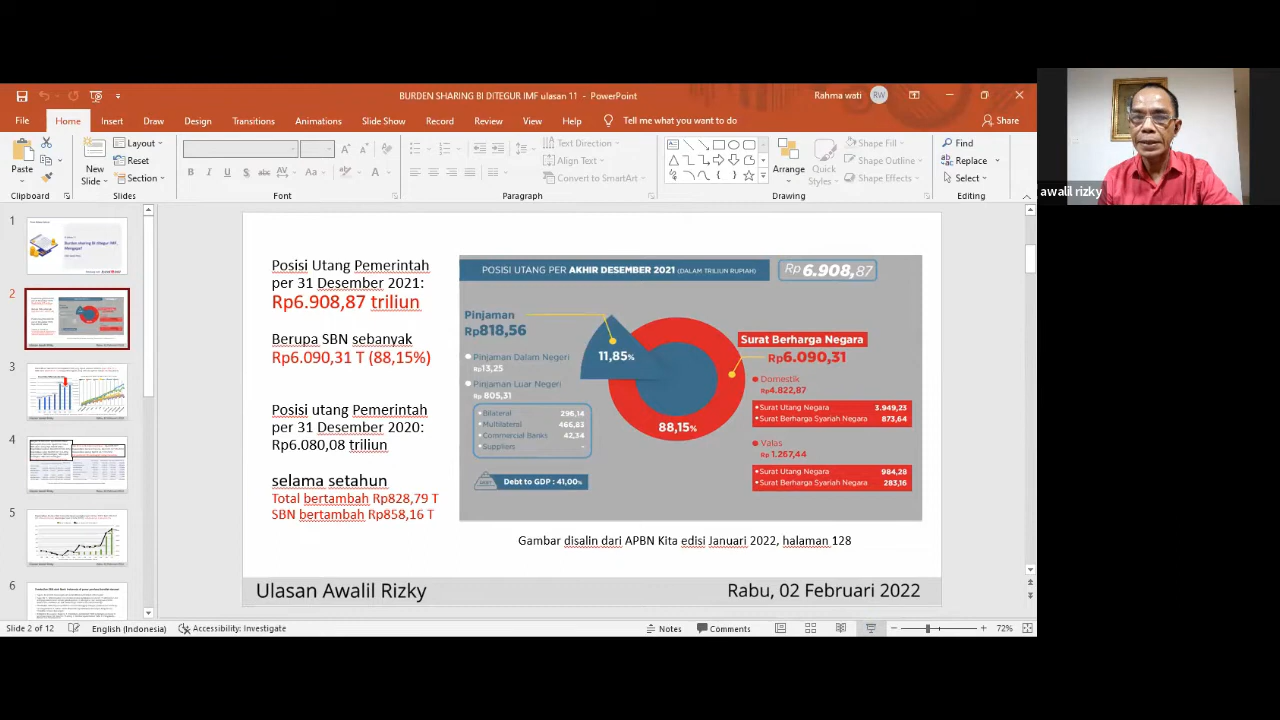 BURDEN SHARING BI DITEGUR IMF ulasan 11 - PowerPoint
Rahma wati
RW
File
Home
Insert
Draw
Design
Transitions
Animations
Slide Show
Record
Review
View
Help
Tell me what you want to do
Share
Paste
Clipboard
New
Slide
Layout
Reset
Section
Slides
Font
Text Direction
Align Text
Convert to SmartArt
Paragraph
Arrange
Quick
Styles
Shape Fill
Shape Outline
Shape Effects
Drawing
Find
Replace
Select
Editing
awalil rizky
1
2
3
4
5
6
Posisi Utang Pemerintah
per 31 Desember 2021:
Rp6.908,87 triliun
Berupa SBN sebanyak
Rp6.090,31 T (88,15%)
Posisi utang Pemerintah
per 31 Desember 2020:
Rp6.080,08 triliun
selama setahun
Total bertambah Rp828,79 T
SBN bertambah Rp858,16 T
POSISI UTANG PER AKHIR DESEMBER 2021 (DALAM TRILIUN RUPIAH)
Rp 6.908,87
Pinjaman
Rp818,56
11,85%
Pinjaman Dalam Negeri
Rp13,25
Pinjaman Luar Negeri
Rp 805,31
Bilateral 296,14
Multilateral 466,83
Commercial Banks 42,34
Suppliers -
Debt to GDP : 41,00%
88,15%
Surat Berharga Negara
Rp6.090,31
Domestik
Rp4.822,87
Surat Utang Negara 3.949,23
Surat Berharga Syariah Negara 873,64
Valas
Rp 1.267,44
Surat Utang Negara 984,28
Surat Berharga Syariah Negara 283,16
Gambar disalin dari APBN Kita edisi Januari 2022, halaman 128
Ulasan Awalil Rizky
Rabu, 02 Februari 2022
Slide 2 of 12
English (Indonesia)
Accessibility: Investigate
Notes
Comments
72%